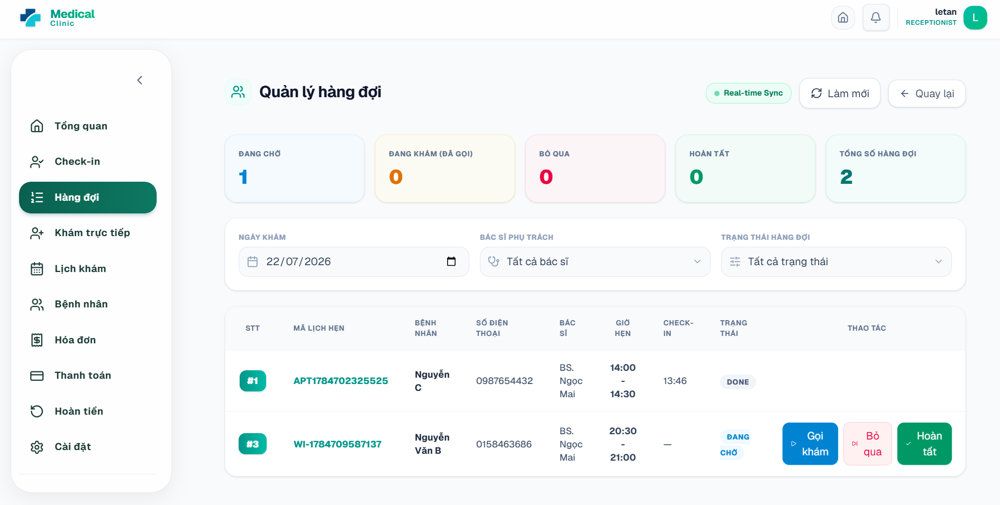 Medical
Clinic
letan
RECEPTIONIST
L
Tổng quan
Check-in
Hàng đợi
Khám trực tiếp
Lịch khám
Bệnh nhân
Hóa đơn
Thanh toán
Hoàn tiền
Cài đặt
Quản lý hàng đợi
Real-time Sync
Làm mới
Quay lại
ĐANG CHỜ
1
ĐANG KHÁM (ĐÃ GỌI)
0
BỎ QUA
0
HOÀN TẤT
0
TỔNG SỐ HÀNG ĐỢI
2
NGÀY KHÁM
22/07/2026
BÁC SĨ PHỤ TRÁCH
Tất cả bác sĩ
TRẠNG THÁI HÀNG ĐỢI
Tất cả trạng thái
STT
MÃ LỊCH HẸN
BỆNH
NHÂN
SỐ ĐIỆN
THOẠI
BÁC
SĨ
GIỜ
HẸN
CHECK-
IN
TRẠNG
THÁI
THAO TÁC
#1
APT1784702325525
Nguyễn
C
0987654432
BS.
Ngọc
Mai
14:00
-
14:30
13:46
DONE
#3
WI-1784709587137
Nguyễn
Văn B
0158463686
BS.
Ngọc
Mai
20:30
-
21:00
—
ĐANG
CHỜ
Gọi
khám
Bỏ
qua
Hoàn
tất